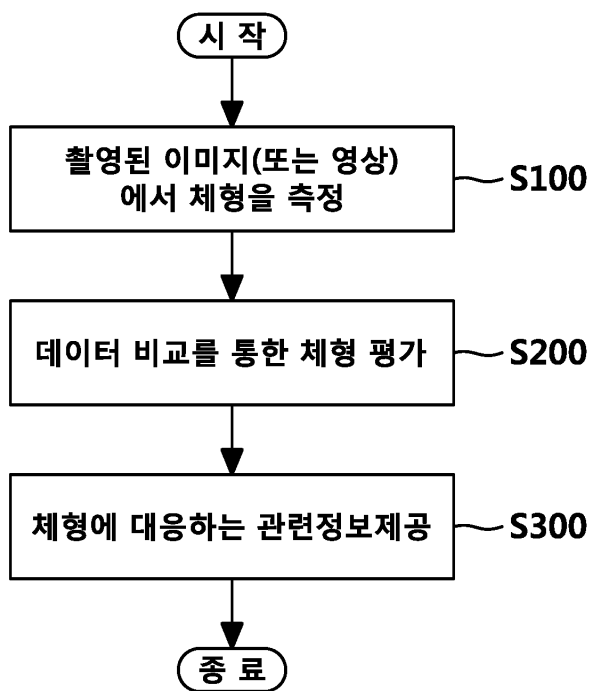 시 작
촬영된 이미지(또는 영상)
에서 체형을 측정
S100
데이터 비교를 통한 체형 평가
S200
체형에 대응하는 관련정보제공
S300
종 료